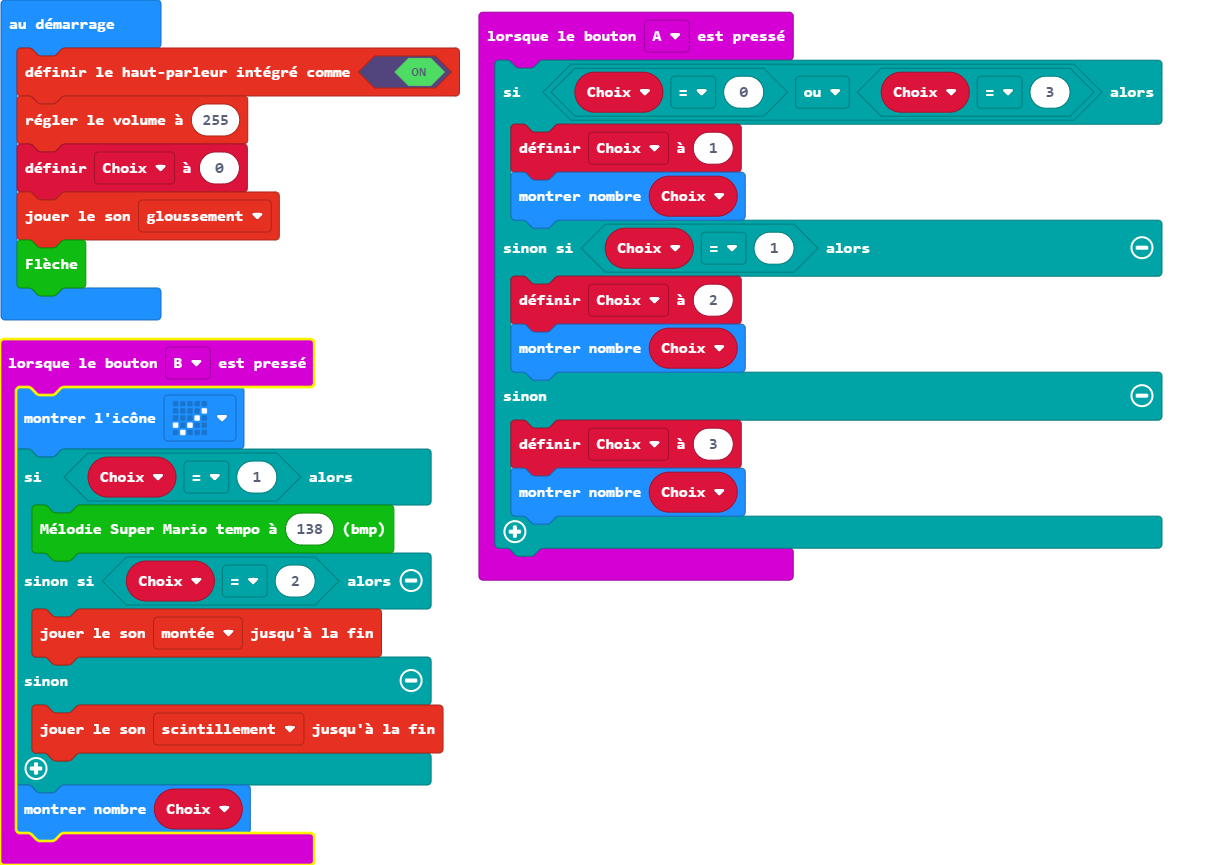 au démarrage
définir le haut-parleur intégré comme ON
régler le volume à 255
définir Choix à 0
jouer le son gloussement
Flèche
lorsque le bouton B est pressé
montrer l'icône
si Choix = 1 alors
Mélodie Super Mario tempo à 138 (bmp)
sinon si Choix = 2 alors
jouer le son montée jusqu'à la fin
sinon
jouer le son scintillement jusqu'à la fin
montrer nombre Choix
lorsque le bouton A est pressé
si Choix = 0 ou Choix = 3 alors
définir Choix à 1
montrer nombre Choix
sinon si Choix = 1 alors
définir Choix à 2
montrer nombre Choix
sinon
définir Choix à 3
montrer nombre Choix